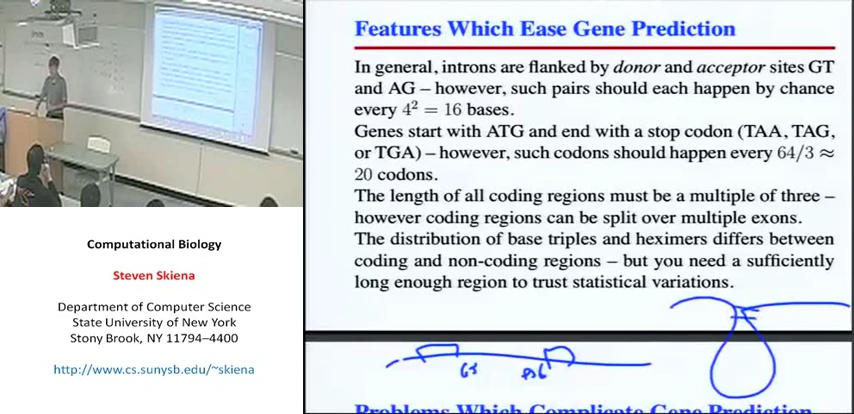 Features Which Ease Gene Prediction
In general, introns are flanked by donor and acceptor sites GT
and AG – however, such pairs should each happen by chance
every 4² = 16 bases.
Genes start with ATG and end with a stop codon (TAA, TAG,
or TGA) – however, such codons should happen every 64/3 ≈
20 codons.
The length of all coding regions must be a multiple of three –
however coding regions can be split over multiple exons.
The distribution of base triples and heximers differs between
coding and non-coding regions – but you need a sufficiently
long enough region to trust statistical variations.
Problems Which Complicate Gene Prediction
Computational Biology
Steven Skiena
Department of Computer Science
State University of New York
Stony Brook, NY 11794–4400
http://www.cs.sunysb.edu/~skiena